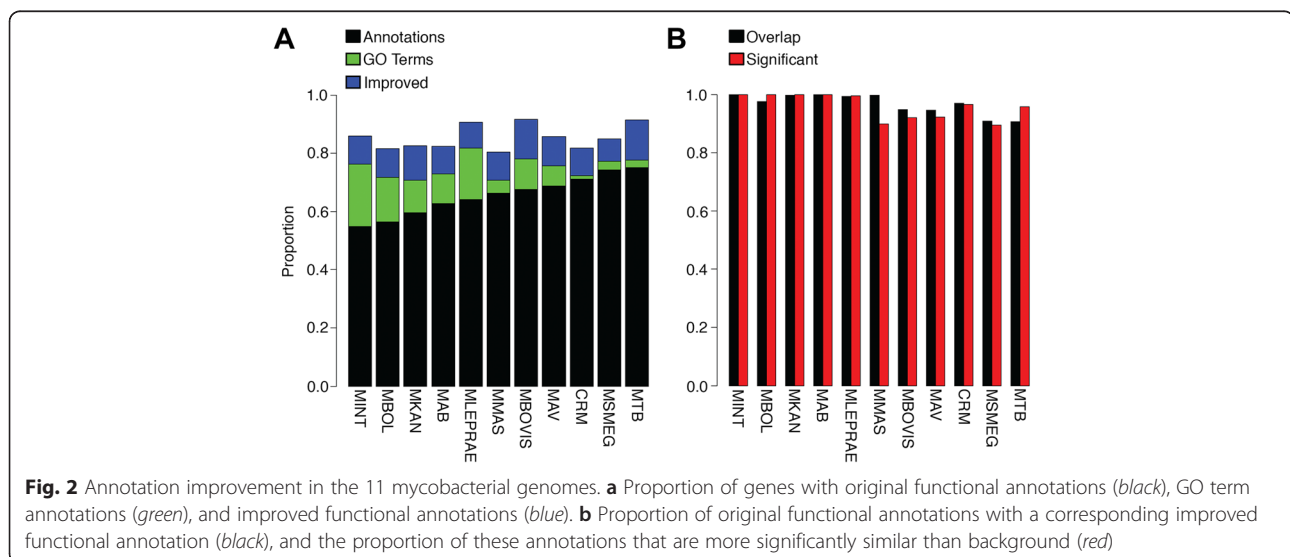 A
Annotations
GO Terms
Improved
Proportion
1.0
0.8
0.6
0.4
0.2
0.0
MINT
MBOL
MKAN
MAB
MLEPRAE
MMAS
MBOVIS
MAV
CRM
MSMEG
MTB
B
Overlap
Significant
1.0
0.8
0.6
0.4
0.2
0.0
MINT
MBOL
MKAN
MAB
MLEPRAE
MMAS
MBOVIS
MAV
CRM
MSMEG
MTB
Fig. 2 Annotation improvement in the 11 mycobacterial genomes. a Proportion of genes with original functional annotations (black), GO term
annotations (green), and improved functional annotations (blue). b Proportion of original functional annotations with a corresponding improved
functional annotation (black), and the proportion of these annotations that are more significantly similar than background (red)